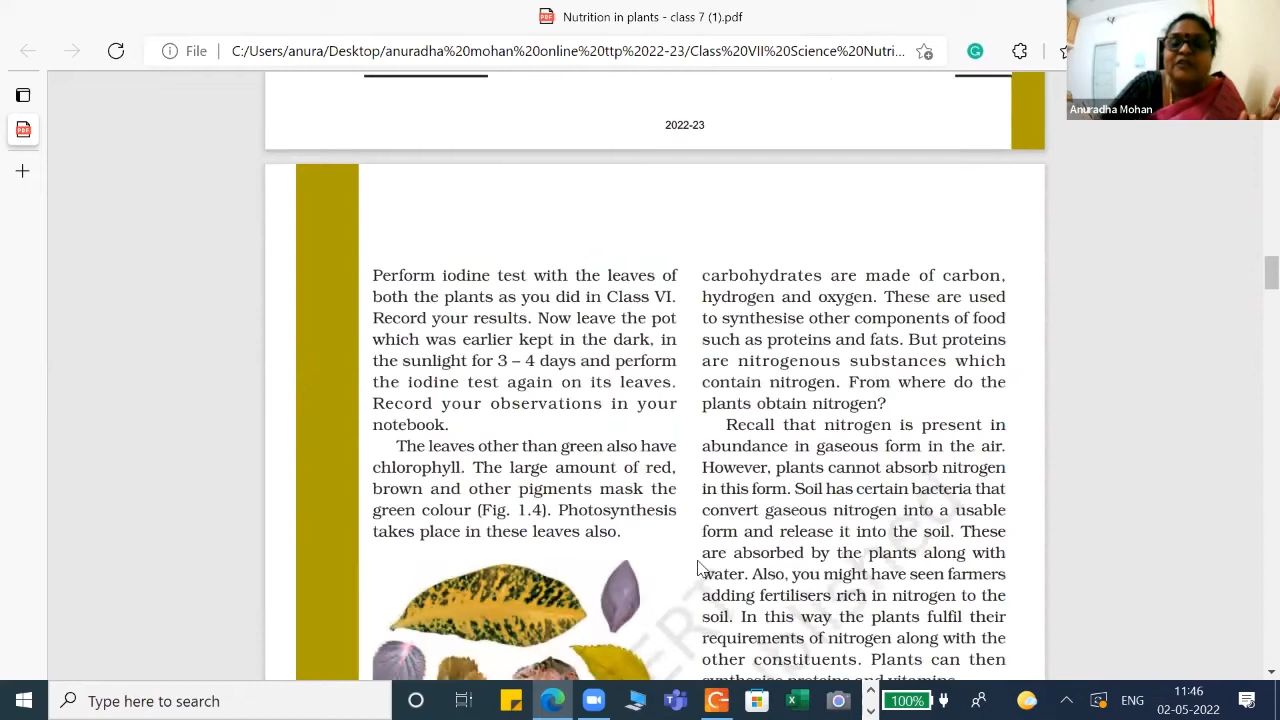 Nutrition in plants - class 7 (1).pdf
File
C:/Users/anura/Desktop/anuradha%20mohan%20online%20ttp%2022-23/Class%20VII%20Science%20Nutri...
Anuradha Mohan
2022-23
Perform iodine test with the leaves of
both the plants as you did in Class VI.
Record your results. Now leave the pot
which was earlier kept in the dark, in
the sunlight for 3 – 4 days and perform
the iodine test again on its leaves.
Record your observations in your
notebook.
The leaves other than green also have
chlorophyll. The large amount of red,
brown and other pigments mask the
green colour (Fig. 1.4). Photosynthesis
takes place in these leaves also.
carbohydrates are made of carbon,
hydrogen and oxygen. These are used
to synthesise other components of food
such as proteins and fats. But proteins
are nitrogenous substances which
contain nitrogen. From where do the
plants obtain nitrogen?
Recall that nitrogen is present in
abundance in gaseous form in the air.
However, plants cannot absorb nitrogen
in this form. Soil has certain bacteria that
convert gaseous nitrogen into a usable
form and release it into the soil. These
are absorbed by the plants along with
water. Also, you might have seen farmers
adding fertilisers rich in nitrogen to the
soil. In this way the plants fulfil their
requirements of nitrogen along with the
other constituents. Plants can then
synthesise proteins and vitamins.
Type here to search
100%
ENG
11:46
02-05-2022